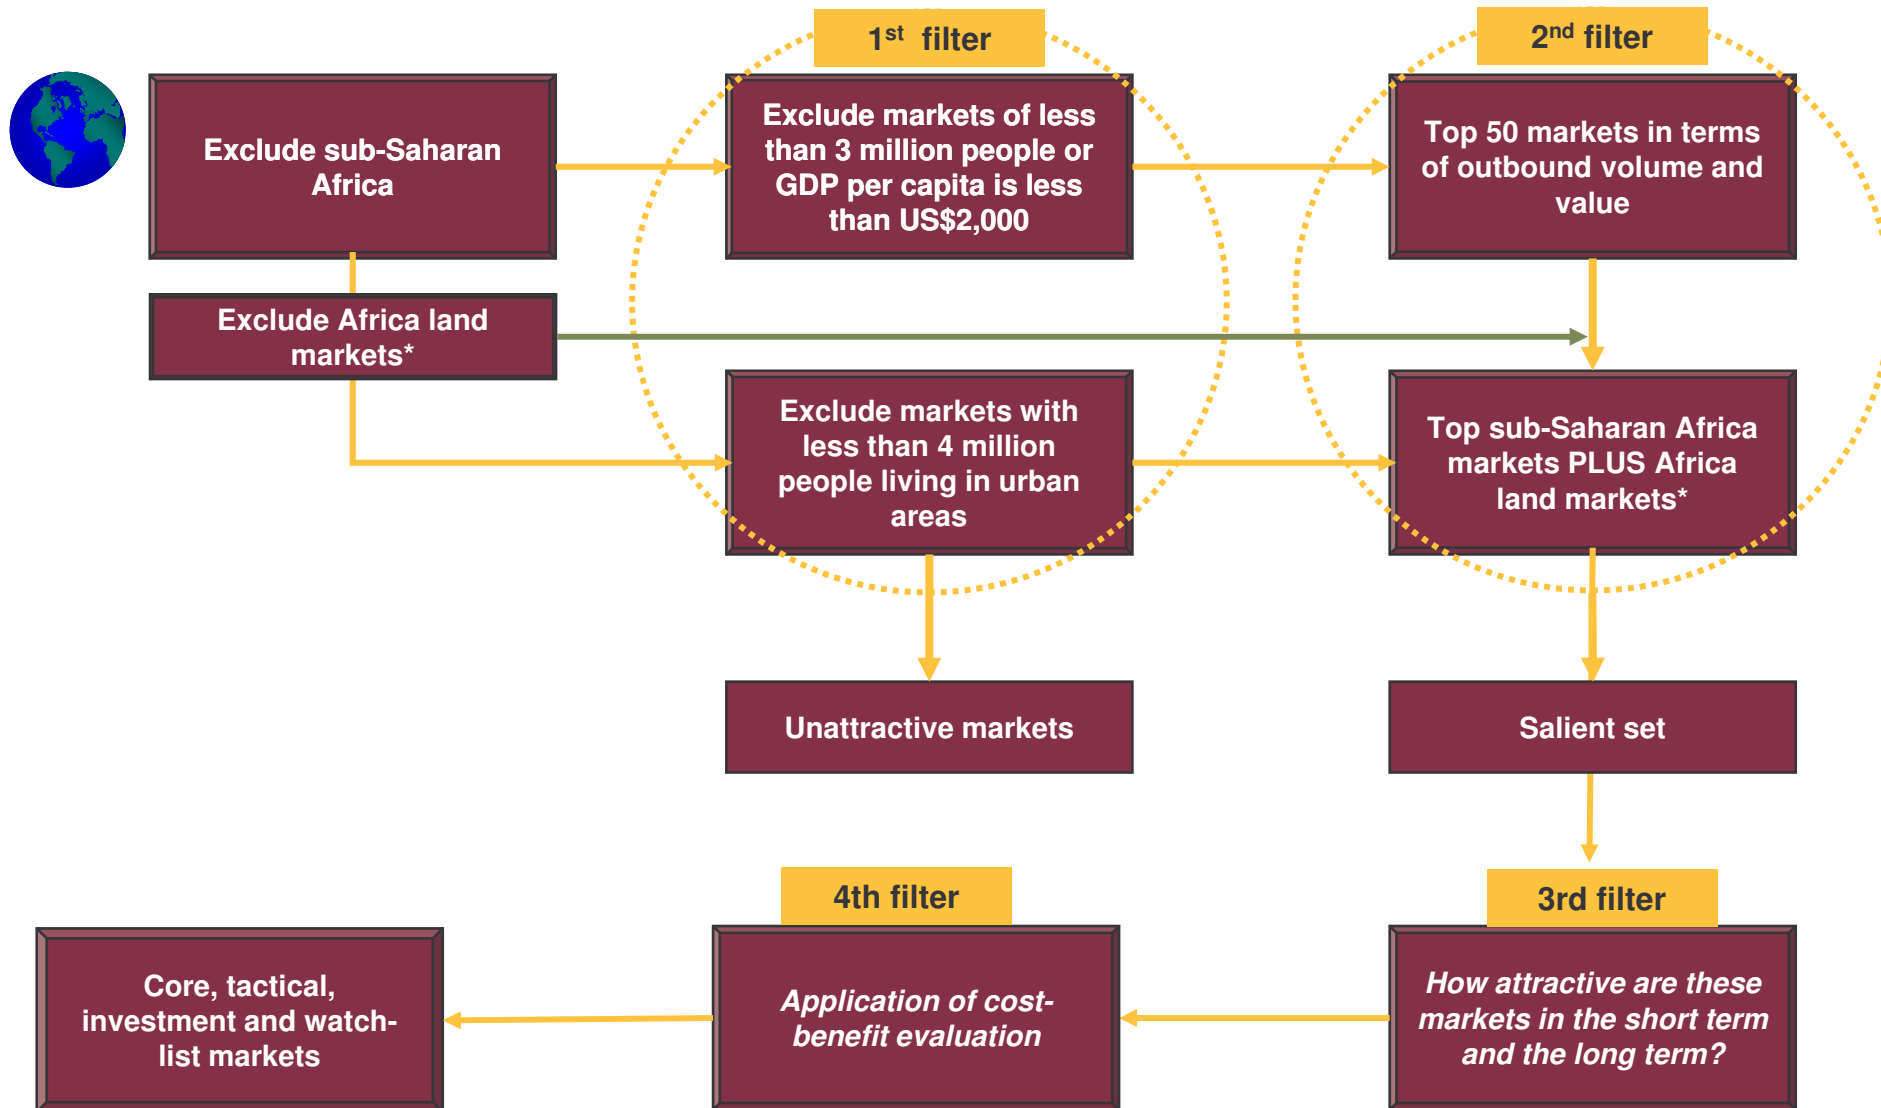 1st filter
2nd filter
Exclude sub-Saharan
Africa
Exclude markets of less
than 3 million people or
GDP per capita is less
than US$2,000
Top 50 markets in terms
of outbound volume and
value
Exclude Africa land
markets*
Exclude markets with
less than 4 million
people living in urban
areas
Top sub-Saharan Africa
markets PLUS Africa
land markets*
Unattractive markets
Salient set
4th filter
3rd filter
Core, tactical,
investment and watch-
list markets
Application of cost-
benefit evaluation
How attractive are these
markets in the short term
and the long term?